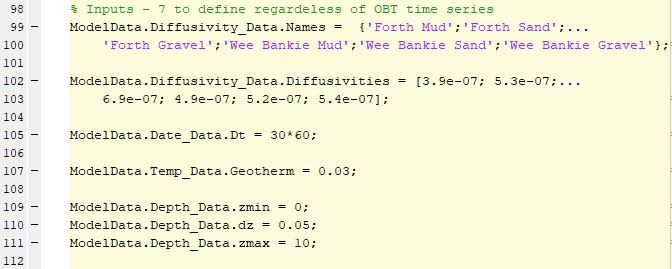 98 % Inputs - 7 to define regardeless of OBT time series
99 - ModelData.Diffusivity_Data.Names = {'Forth Mud';'Forth Sand';...
100 'Forth Gravel';'Wee Bankie Mud';'Wee Bankie Sand';'Wee Bankie Gravel'};
101
102 - ModelData.Diffusivity_Data.Diffusivities = [3.9e-07; 5.3e-07;...
103 6.9e-07; 4.9e-07; 5.2e-07; 5.4e-07];
104
105 - ModelData.Date_Data.Dt = 30*60;
106
107 - ModelData.Temp_Data.Geotherm = 0.03;
108
109 - ModelData.Depth_Data.zmin = 0;
110 - ModelData.Depth_Data.dz = 0.05;
111 - ModelData.Depth_Data.zmax = 10;
112